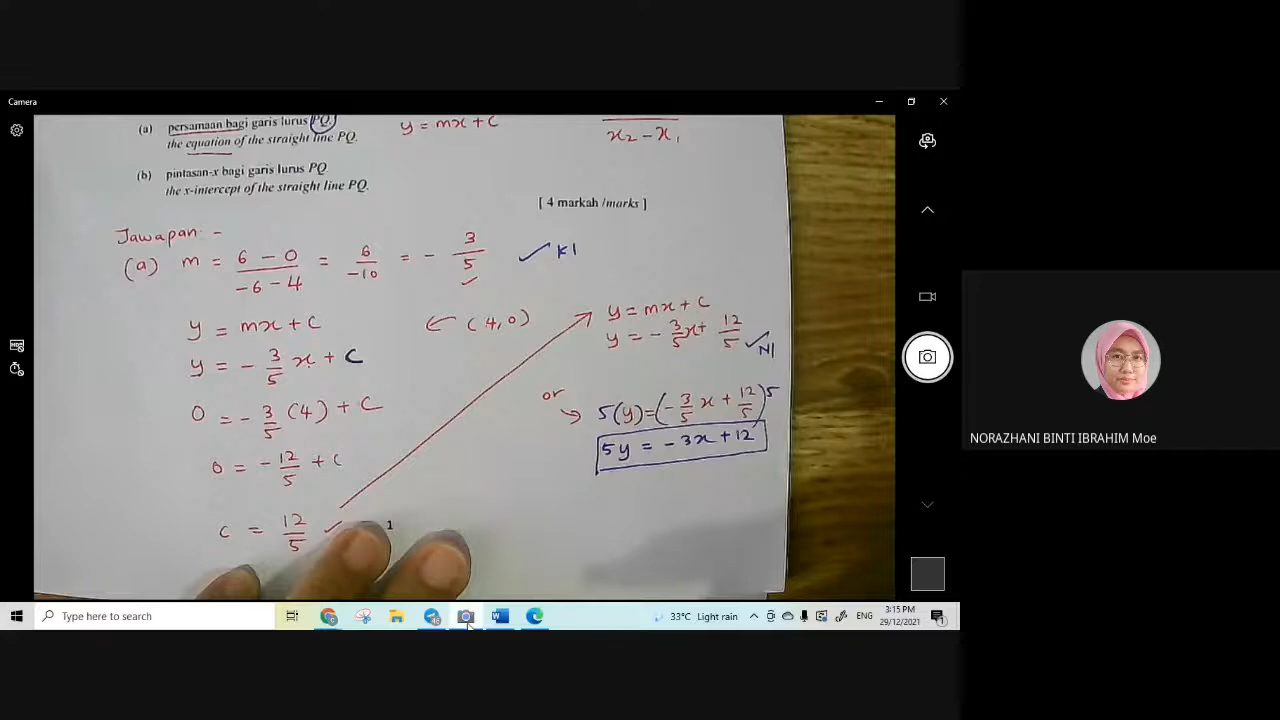 Camera
(a) persamaan bagi garis lurus PQ.
the equation of the straight line PQ.
y = mx + c
x₂ - x₁
(b) pintasan-x bagi garis lurus PQ
the x-intercept of the straight line PQ.
[ 4 markah /marks ]
Jawapan: -
(a) m = 6 - 0 / -6 - 4 = 6 / -10 = - 3/5 ✓ K1
y = mx + c ← (4,0)
y = - 3/5 x + c
0 = - 3/5 (4) + c
0 = - 12/5 + c
c = 12/5 ✓
1
y = mx + c
y = - 3/5 x + 12/5 ✓ N1
or
5(y) = (- 3/5 x + 12/5) 5
5y = -3x + 12
NORAZHANI BINTI IBRAHIM Moe
Type here to search
33°C Light rain
ENG
3:15 PM
29/12/2021
1